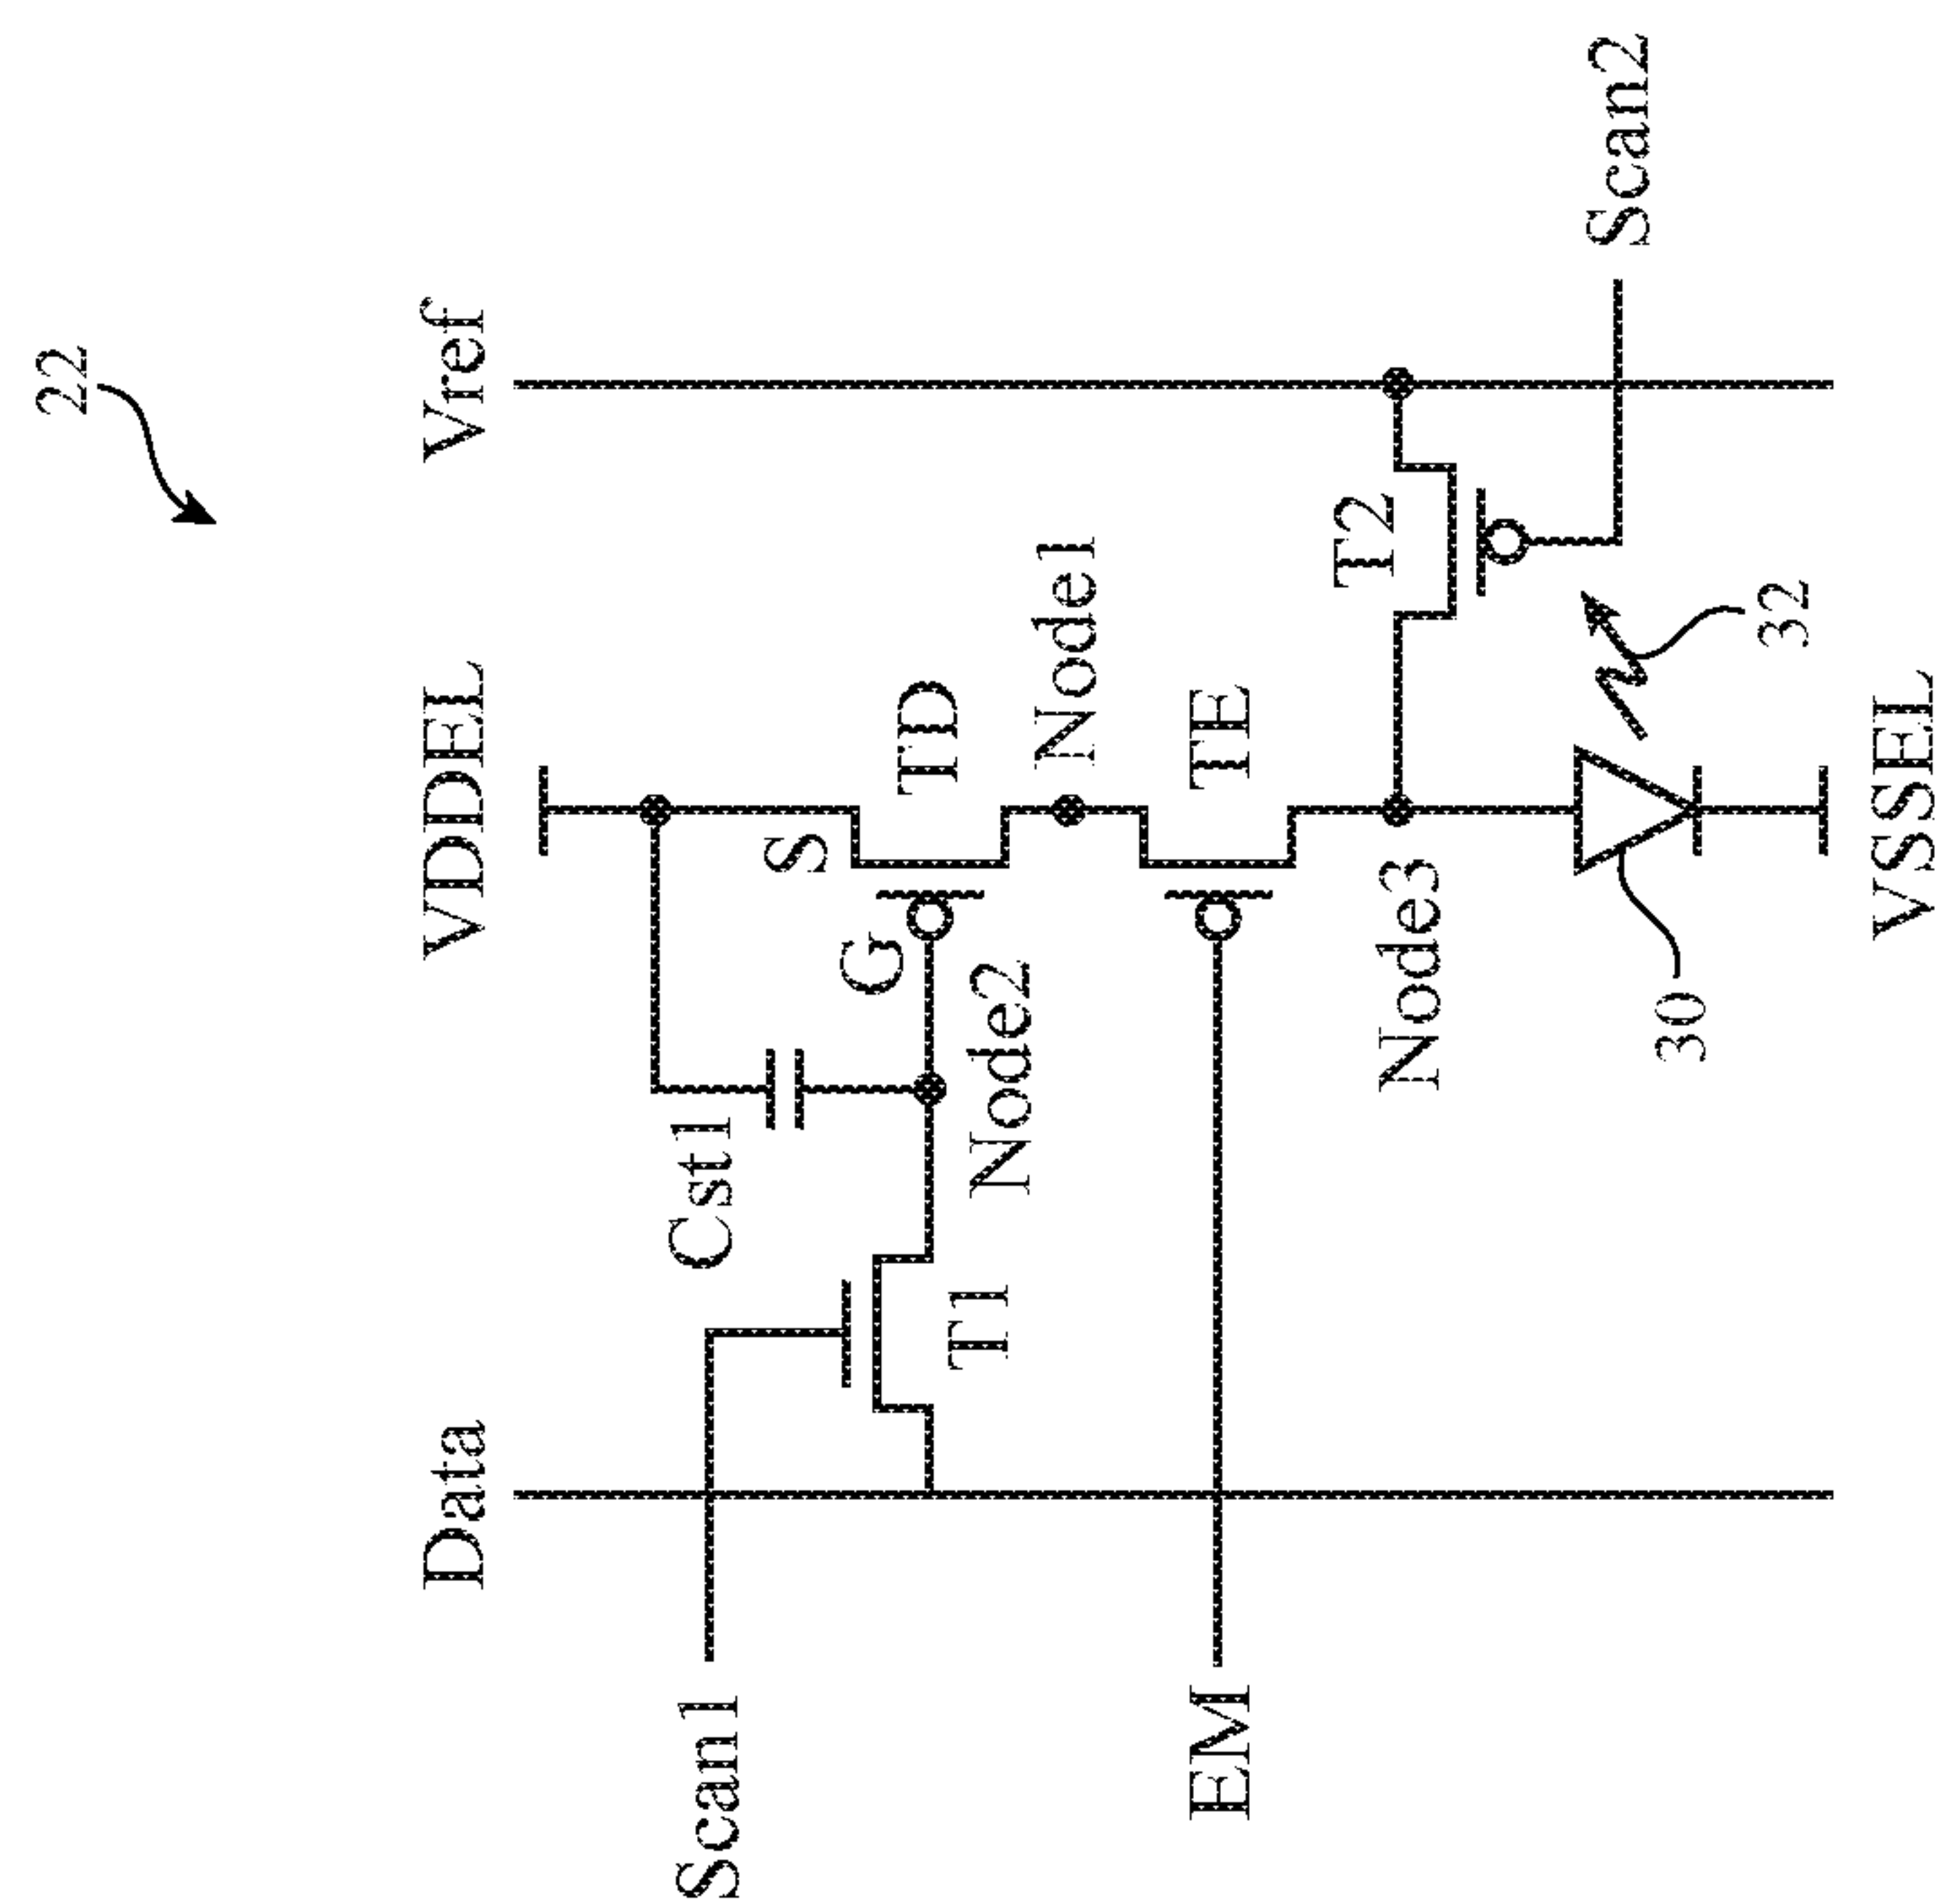 22
Data
VDDEL
Vref
Scan1
Cst1
S
G
TD
T1
Node2
Node1
EM
TE
T2
Node3
Scan2
30
32
VSSEL